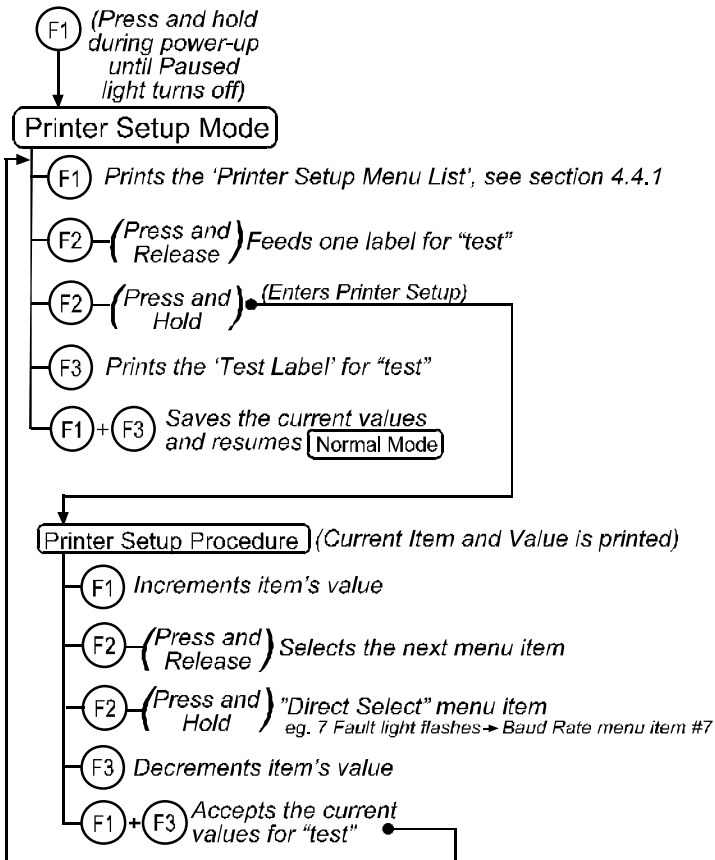 F1 (Press and hold
during power-up
until Paused
light turns off)
Printer Setup Mode
F1 Prints the 'Printer Setup Menu List', see section 4.4.1
F2 (Press and Release) Feeds one label for "test"
F2 (Press and Hold) (Enters Printer Setup)
F3 Prints the 'Test Label' for "test"
F1 + F3 Saves the current values
and resumes Normal Mode
Printer Setup Procedure (Current Item and Value is printed)
F1 Increments item's value
F2 (Press and Release) Selects the next menu item
F2 (Press and Hold) "Direct Select" menu item
eg. 7 Fault light flashes → Baud Rate menu item #7
F3 Decrements item's value
F1 + F3 Accepts the current
values for "test"